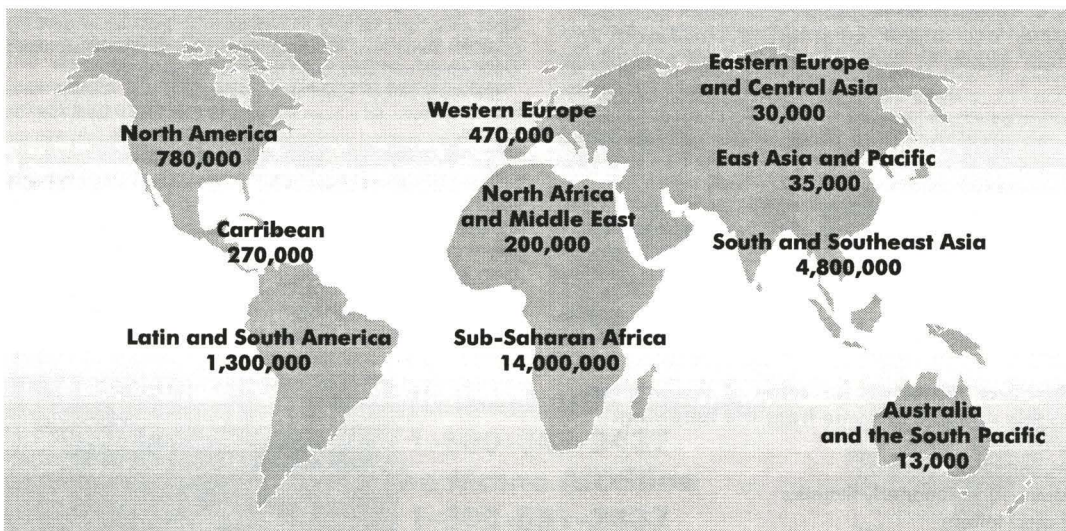 North America
780,000
Carribean
270,000
Latin and South America
1,300,000
Western Europe
470,000
North Africa
and Middle East
200,000
Sub-Saharan Africa
14,000,000
Eastern Europe
and Central Asia
30,000
East Asia and Pacific
35,000
South and Southeast Asia
4,800,000
Australia
and the South Pacific
13,000